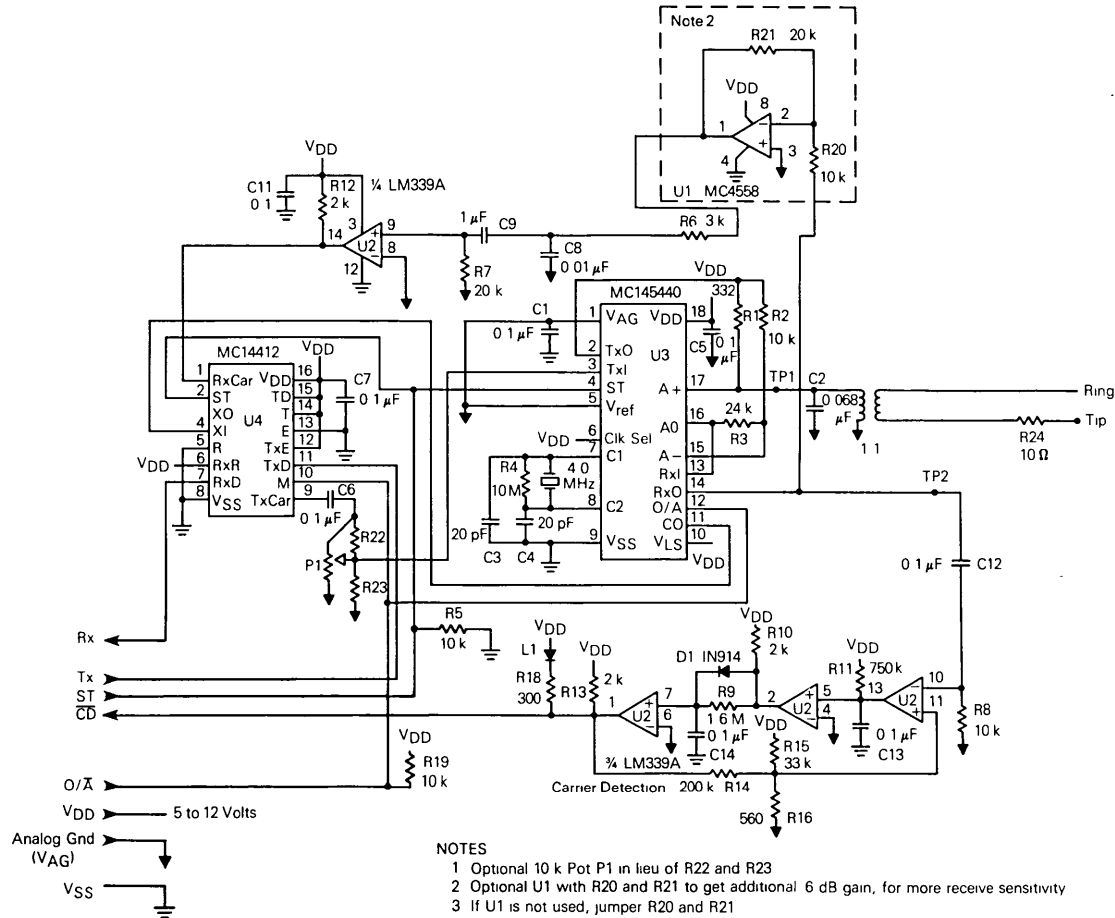 Note 2
R21 20 k
VDD
8
1
2
3
4
R20
10 k
U1 MC4558
VDD
C11
0 1
R12
2 k
¼ LM339A
3
14
U2
9
8
12
1 µF
C9
R7
20 k
C8
0 01 µF
R6 3 k
MC145440
VDD
332
R1
R2
10 k
C1
0 1 µF
1 VAG
2 TxO
3 TxI
4 ST
5 Vref
VDD 6 Clk Sel
7 C1
8 C2
9 VSS
U3
VDD 18
A+ 17
A0 16
A− 15
RxI 13
RxO 14
O/A 12
CO 11
VLS 10
VDD
C5
0 1
µF
24 k
R3
TP1
C2
0 068
µF
1 1
Ring
Tip
R24
10 Ω
TP2
MC14412
VDD
1 RxCar
2 ST
XO
4 XI
5 R
VDD 6 RxR
7 RxD
8 VSS
U4
VDD 16
TD 15
T 14
E 13
TxE 12
TxD 11
M 10
TxCar 9
C7
0 1 µF
C6
0 1 µF
R22
P1
R23
R4
10 M
4 0
MHz
20 pF
20 pF
C3
C4
0 1 µF
C12
Rx
Tx
ST
CD
R5
10 k
VDD
L1
R18
300
VDD
R13
2 k
1
U2
7
6
D1 IN914
R9
1 6 M
0 1 µF
C14
VDD
R10
2 k
2
U2
5
4
VDD
R11
750 k
13
0 1 µF
C13
U2
10
11
R8
10 k
¾ LM339A
Carrier Detection
200 k R14
VDD
R15
33 k
560
R16
VDD
R19
10 k
O/A
VDD
5 to 12 Volts
Analog Gnd
(VAG)
VSS
NOTES
1 Optional 10 k Pot P1 in lieu of R22 and R23
2 Optional U1 with R20 and R21 to get additional 6 dB gain, for more receive sensitivity
3 If U1 is not used, jumper R20 and R21